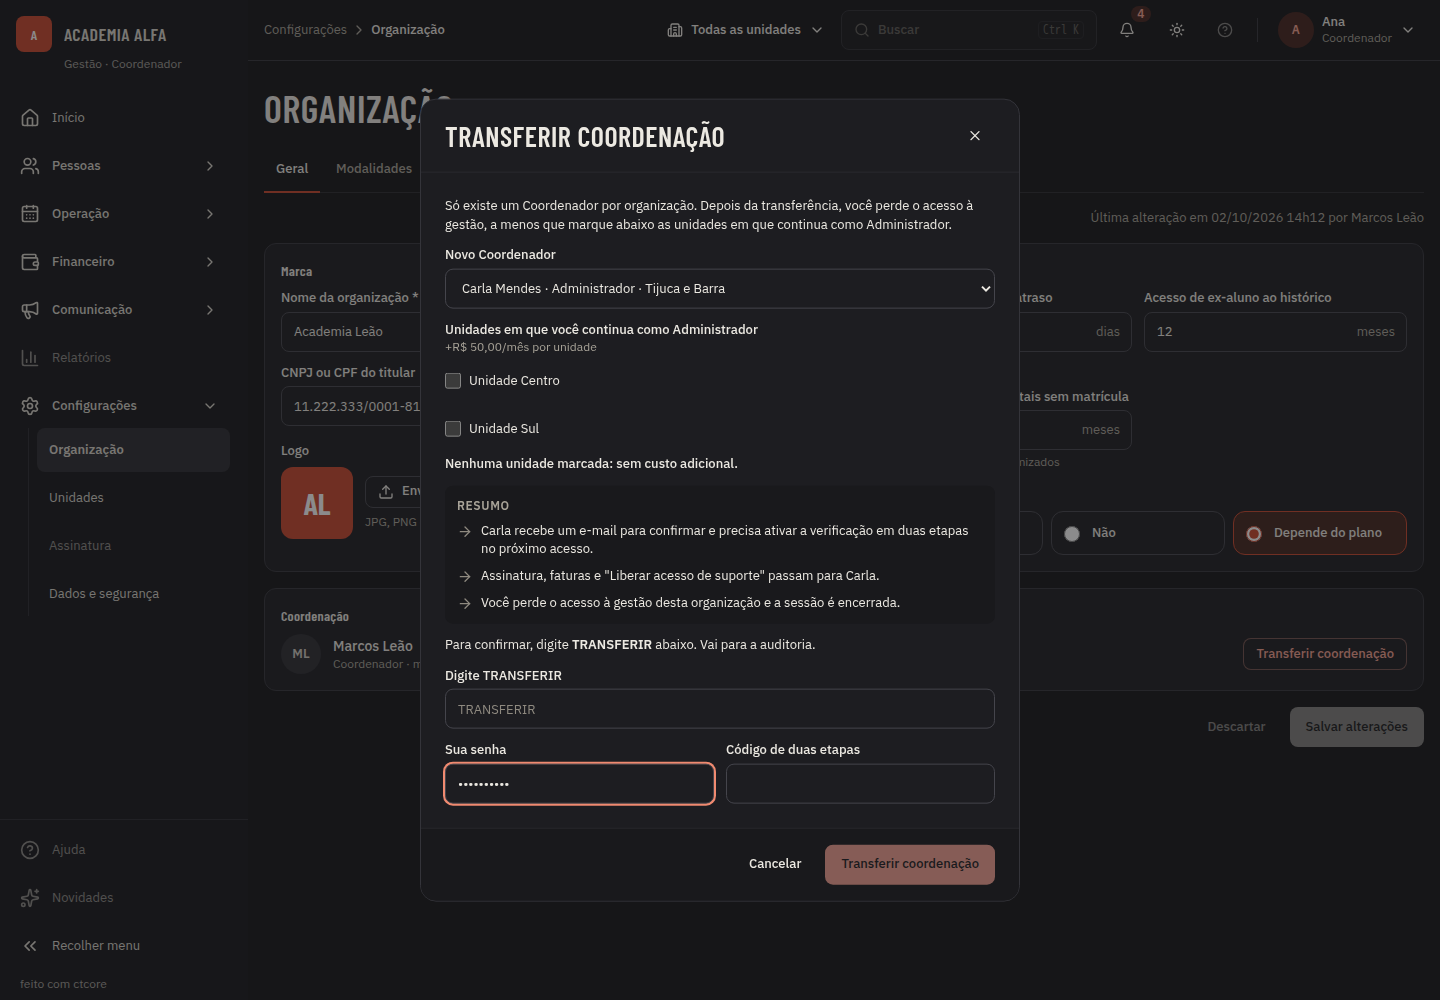 A
ACADEMIA ALFA
Gestão · Coordenador
Início
Pessoas
Operação
Financeiro
Comunicação
Relatórios
Configurações
Organização
Unidades
Assinatura
Dados e segurança
Ajuda
Novidades
Recolher menu
feito com ctcore
Configurações > Organização
Todas as unidades
Buscar
Ctrl K
4
A
Ana
Coordenador
Geral
Modalidades
Última alteração em 02/10/2026 14h12 por Marcos Leão
Marca
Nome da organização *
Academia Leão
CNPJ ou CPF do titular
11.222.333/0001-81
Logo
AL
JPG, PNG
Acesso de ex-aluno ao histórico
dias
12
meses
sem matrícula
meses
Não
Depende do plano
Coordenação
ML
Marcos Leão
Coordenador ·
Transferir coordenação
Descartar
Salvar alterações
TRANSFERIR COORDENAÇÃO
Só existe um Coordenador por organização. Depois da transferência, você perde o acesso à
gestão, a menos que marque abaixo as unidades em que continua como Administrador.
Novo Coordenador
Carla Mendes · Administrador · Tijuca e Barra
Unidades em que você continua como Administrador
+R$ 50,00/mês por unidade
Unidade Centro
Unidade Sul
Nenhuma unidade marcada: sem custo adicional.
RESUMO
Carla recebe um e-mail para confirmar e precisa ativar a verificação em duas etapas
no próximo acesso.
Assinatura, faturas e "Liberar acesso de suporte" passam para Carla.
Você perde o acesso à gestão desta organização e a sessão é encerrada.
Para confirmar, digite TRANSFERIR abaixo. Vai para a auditoria.
Digite TRANSFERIR
TRANSFERIR
Sua senha
Código de duas etapas
••••••••••
Cancelar
Transferir coordenação